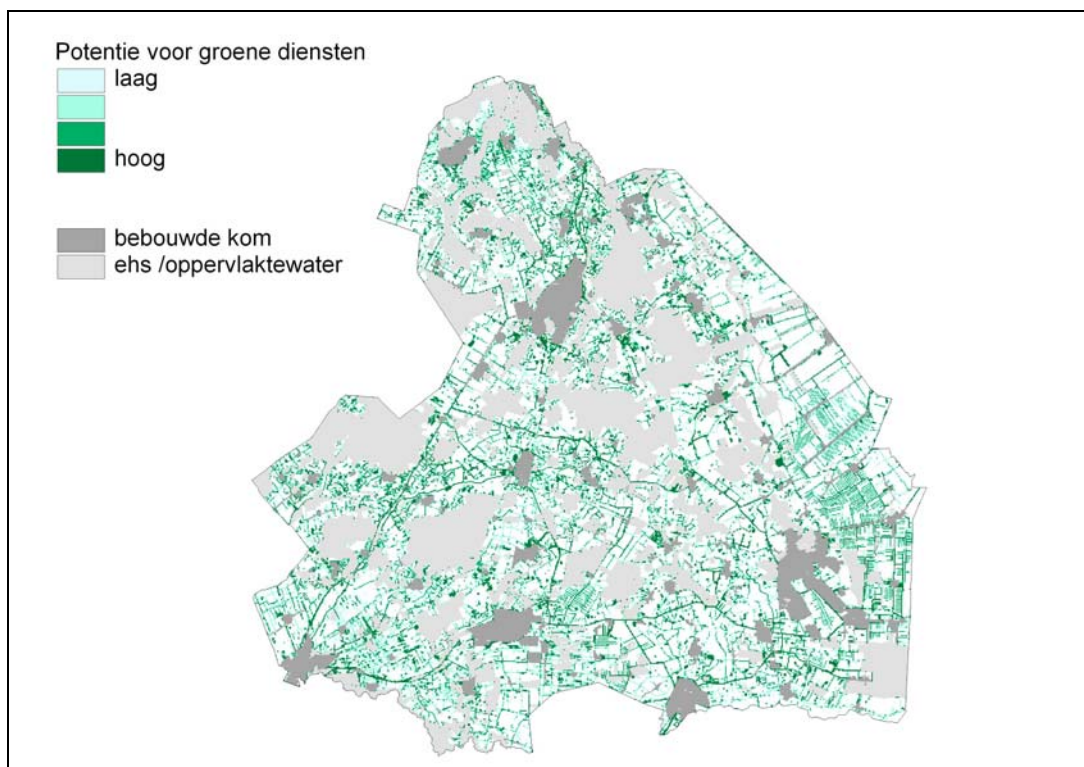 Potentie voor groene diensten
laag
hoog
bebouwde kom
ehs /oppervlaktewater